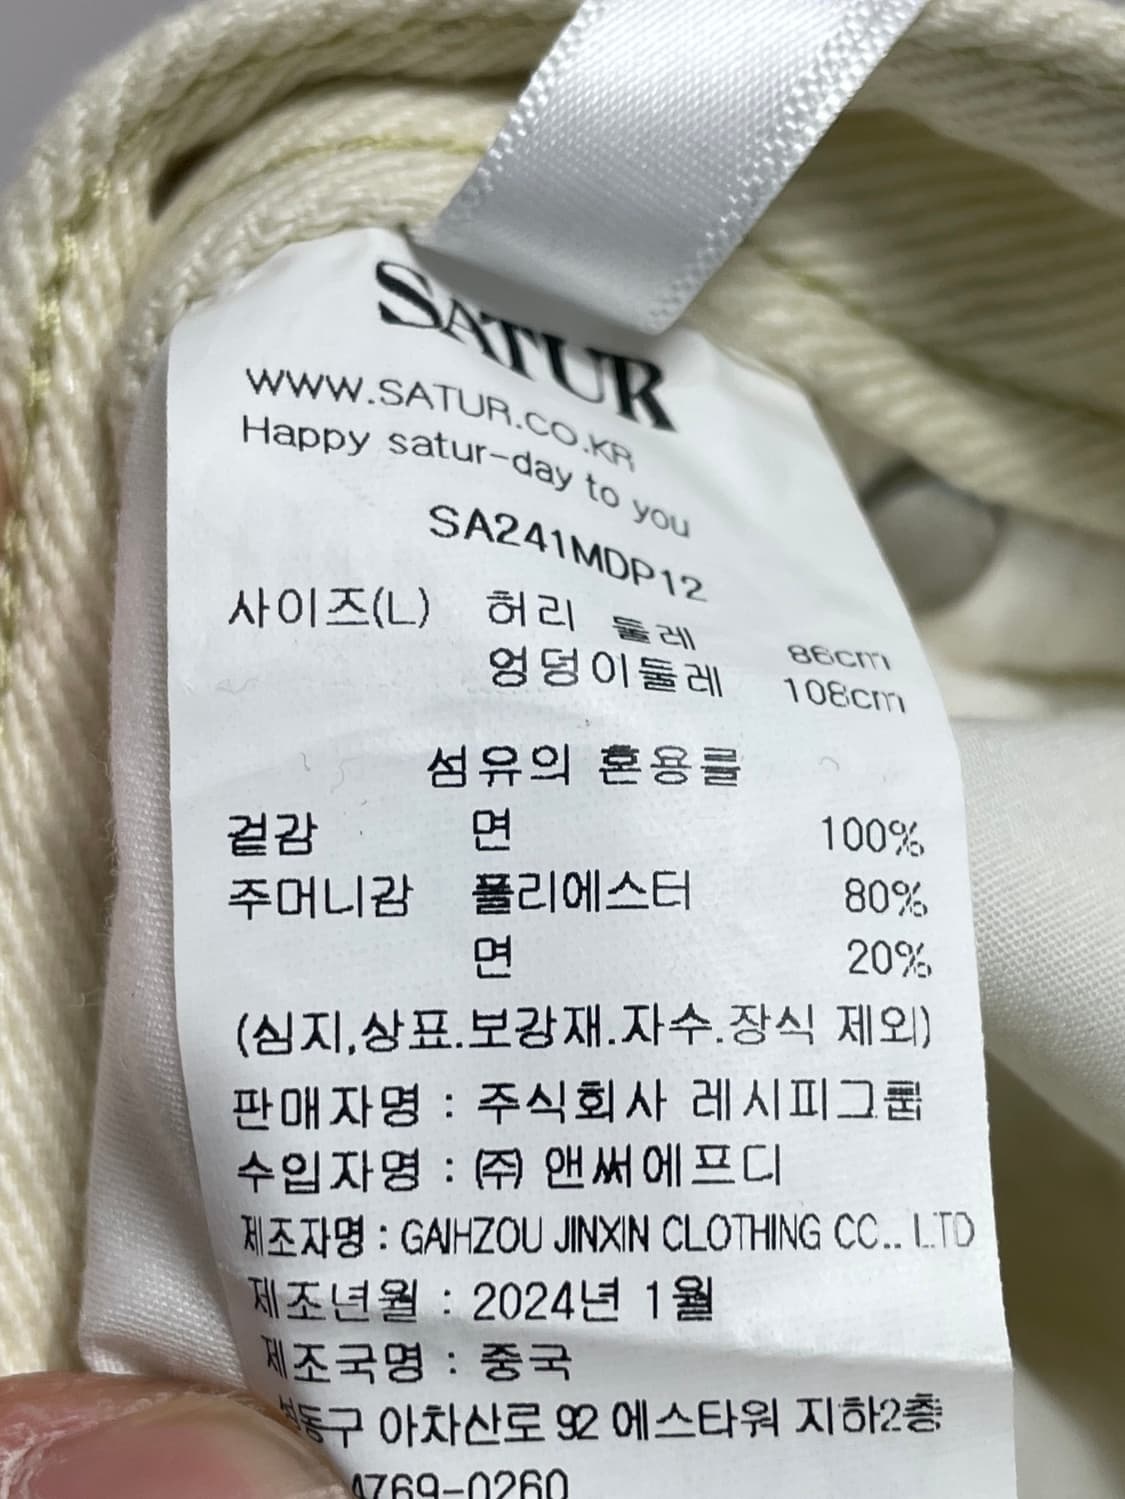 SATUR
WWW.SATUR.CO.KR
Happy satur-day to you
SA241MDP12
사이즈(L) 허리 둘레 86cm
엉덩이둘레 108cm
섬유의 혼용률
겉감 면 100%
주머니감 폴리에스터 80%
면 20%
(심지,상표.보강재.자수.장식 제외)
판매자명 : 주식회사 레시피그룹
수입자명 : ㈜ 앤써에프디
제조자명 : GAIHZOU JINXIN CLOTHING CC.. LTD
제조년월 : 2024년 1월
제조국명 : 중국
성동구 아차산로 92 에스타워 지하2층
4769-0260